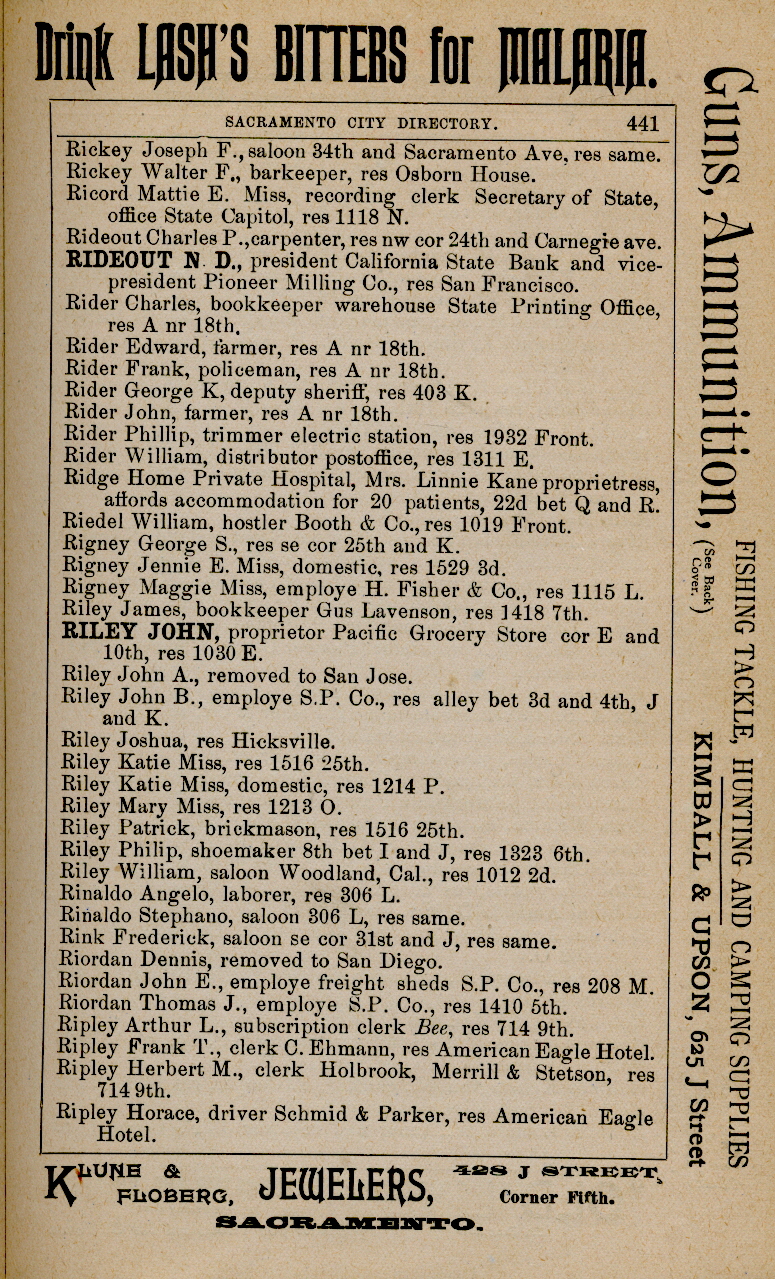 Drink LASH'S BITTERS for MALARIA.
SACRAMENTO CITY DIRECTORY. 441
Rickey Joseph F., saloon 34th and Sacramento Ave, res same.
Rickey Walter F., barkeeper, res Osborn House.
Ricord Mattie E. Miss, recording clerk Secretary of State,
office State Capitol, res 1118 N.
Rideout Charles P., carpenter, res nw cor 24th and Carnegie ave.
RIDEOUT N. D., president California State Bank and vice-
president Pioneer Milling Co., res San Francisco.
Rider Charles, bookkeeper warehouse State Printing Office,
res A nr 18th.
Rider Edward, farmer, res A nr 18th.
Rider Frank, policeman, res A nr 18th.
Rider George K, deputy sheriff, res 403 K.
Rider John, farmer, res A nr 18th.
Rider Phillip, trimmer electric station, res 1932 Front.
Rider William, distributor postoffice, res 1311 E.
Ridge Home Private Hospital, Mrs. Linnie Kane proprietress,
affords accommodation for 20 patients, 22d bet Q and R.
Riedel William, hostler Booth & Co., res 1019 Front.
Rigney George S., res se cor 25th and K.
Rigney Jennie E. Miss, domestic, res 1529 3d.
Rigney Maggie Miss, employe H. Fisher & Co., res 1115 L.
Riley James, bookkeeper Gus Lavenson, res 1418 7th.
RILEY JOHN, proprietor Pacific Grocery Store cor E and
10th, res 1030 E.
Riley John A., removed to San Jose.
Riley John B., employe S.P. Co., res alley bet 3d and 4th, J
and K.
Riley Joshua, res Hicksville.
Riley Katie Miss, res 1516 25th.
Riley Katie Miss, domestic, res 1214 P.
Riley Mary Miss, res 1213 O.
Riley Patrick, brickmason, res 1516 25th.
Riley Philip, shoemaker 8th bet I and J, res 1323 6th.
Riley William, saloon Woodland, Cal., res 1012 2d.
Rinaldo Angelo, laborer, res 306 L.
Rinaldo Stephano, saloon 306 L, res same.
Rink Frederick, saloon se cor 31st and J, res same.
Riordan Dennis, removed to San Diego.
Riordan John E., employe freight sheds S.P. Co., res 208 M.
Riordan Thomas J., employe S.P. Co., res 1410 5th.
Ripley Arthur L., subscription clerk Bee, res 714 9th.
Ripley Frank T., clerk C. Ehmann, res American Eagle Hotel.
Ripley Herbert M., clerk Holbrook, Merrill & Stetson, res
714 9th.
Ripley Horace, driver Schmid & Parker, res American Eagle
Hotel.
KLUNE &
FLOBERG, JEWELERS, 428 J STREET,
Corner Fifth.
SACRAMENTO.
Guns, Ammunition, (See Back Cover.)
FISHING TACKLE, HUNTING AND CAMPING SUPPLIES
KIMBALL & UPSON, 625 J Street